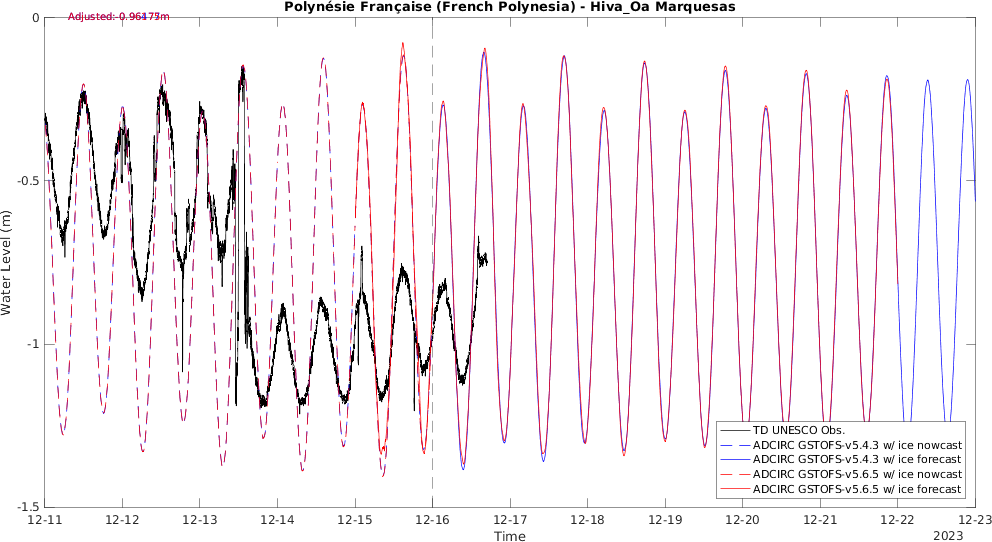 Polynésie Française (French Polynesia) - Hiva_Oa Marquesas
Adjusted:
0
-0.5
-1
-1.5
Water Level (m)
12-11 12-12 12-13 12-14 12-15 12-16 12-17 12-18 12-19 12-20 12-21 12-22 12-23
Time
2023
TD UNESCO Obs.
ADCIRC GSTOFS-v5.4.3 w/ ice nowcast
ADCIRC GSTOFS-v5.4.3 w/ ice forecast
ADCIRC GSTOFS-v5.6.5 w/ ice nowcast
ADCIRC GSTOFS-v5.6.5 w/ ice forecast